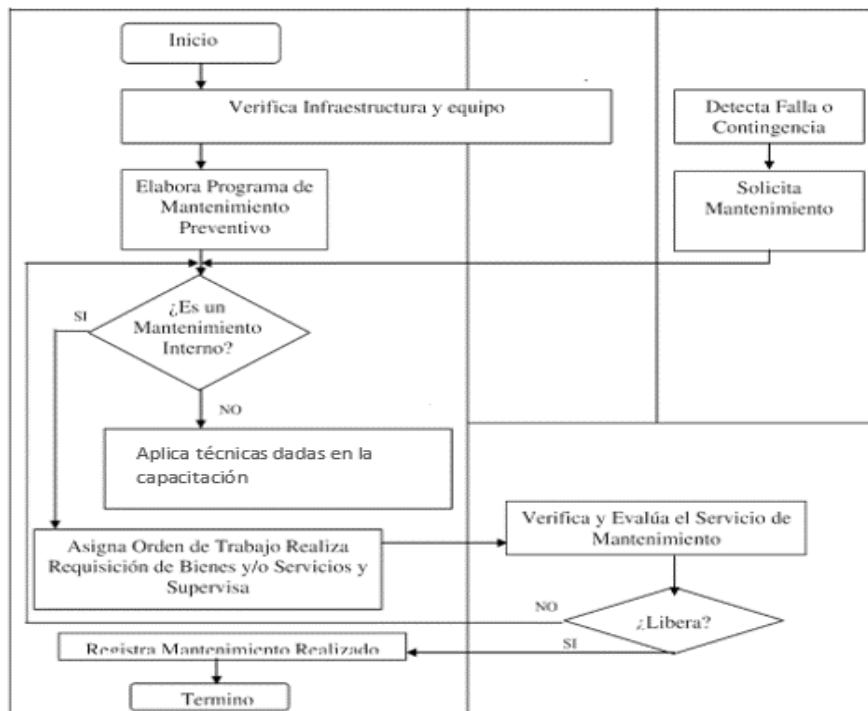 Inicio
Verifica Infraestructura y equipo
Detecta Falla o
Contingencia
Elabora Programa de
Mantenimiento
Preventivo
Solicita
Mantenimiento
¿Es un
Mantenimiento
Interno?
SI
NO
Aplica técnicas dadas en la
capacitación
Asigna Orden de Trabajo Realiza
Requisición de Bienes y/o Servicios y
Supervisa
Verifica y Evalúa el Servicio de
Mantenimiento
NO
¿Libera?
SI
Registra Mantenimiento Realizado
Termino